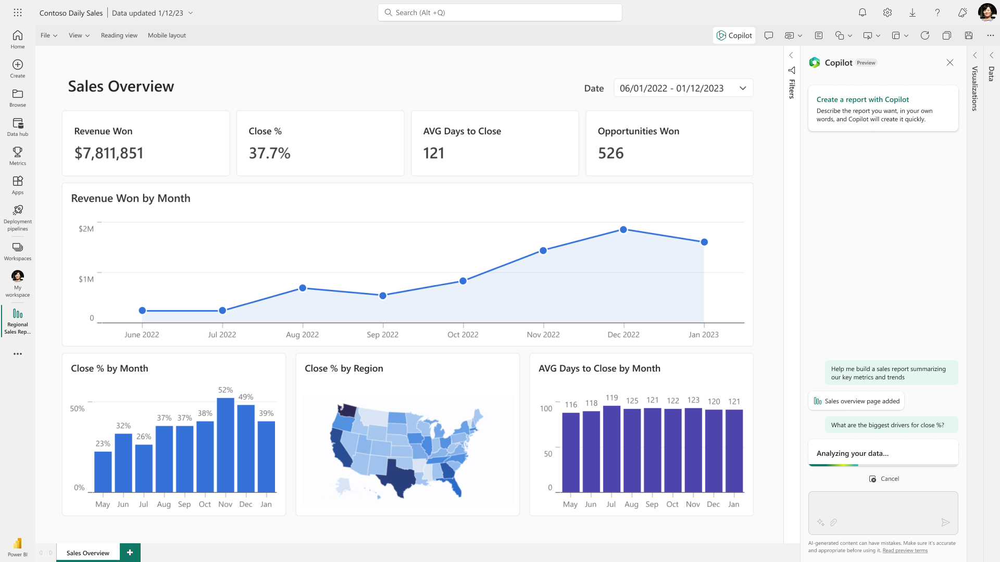 Contoso Daily Sales
Data updated 1/12/23
Search (Alt +Q)
File
View
Reading view
Mobile layout
Copilot
Home
Create
Browse
Data hub
Metrics
Apps
Deployment
pipelines
Workspaces
My
workspace
Regional
Sales Rep...
Power BI
Sales Overview
Date
06/01/2022 - 01/12/2023
Revenue Won
$7,811,851
Close %
37.7%
AVG Days to Close
121
Opportunities Won
526
Revenue Won by Month
$2M
$1M
0
June 2022
Jul 2022
Aug 2022
Sep 2022
Oct 2022
Nov 2022
Dec 2022
Jan 2023
Close % by Month
50%
0%
23%
32%
26%
37%
37%
38%
52%
49%
39%
May
Jun
Jul
Aug
Sep
Oct
Nov
Dec
Jan
Close % by Region
AVG Days to Close by Month
100
50
0
116
118
119
125
121
122
123
120
121
May
Jun
Jul
Aug
Sep
Oct
Nov
Dec
Jan
Sales Overview
Filters
Copilot
Preview
Create a report with Copilot
Describe the report you want, in your own
words, and Copilot will create it quickly.
Help me build a sales report summarizing
our key metrics and trends
Sales overview page added
What are the biggest drivers for close %?
Analyzing your data...
Cancel
AI-generated content can have mistakes. Make sure it's accurate
and appropriate before using it. Read preview terms
Visualizations
Data